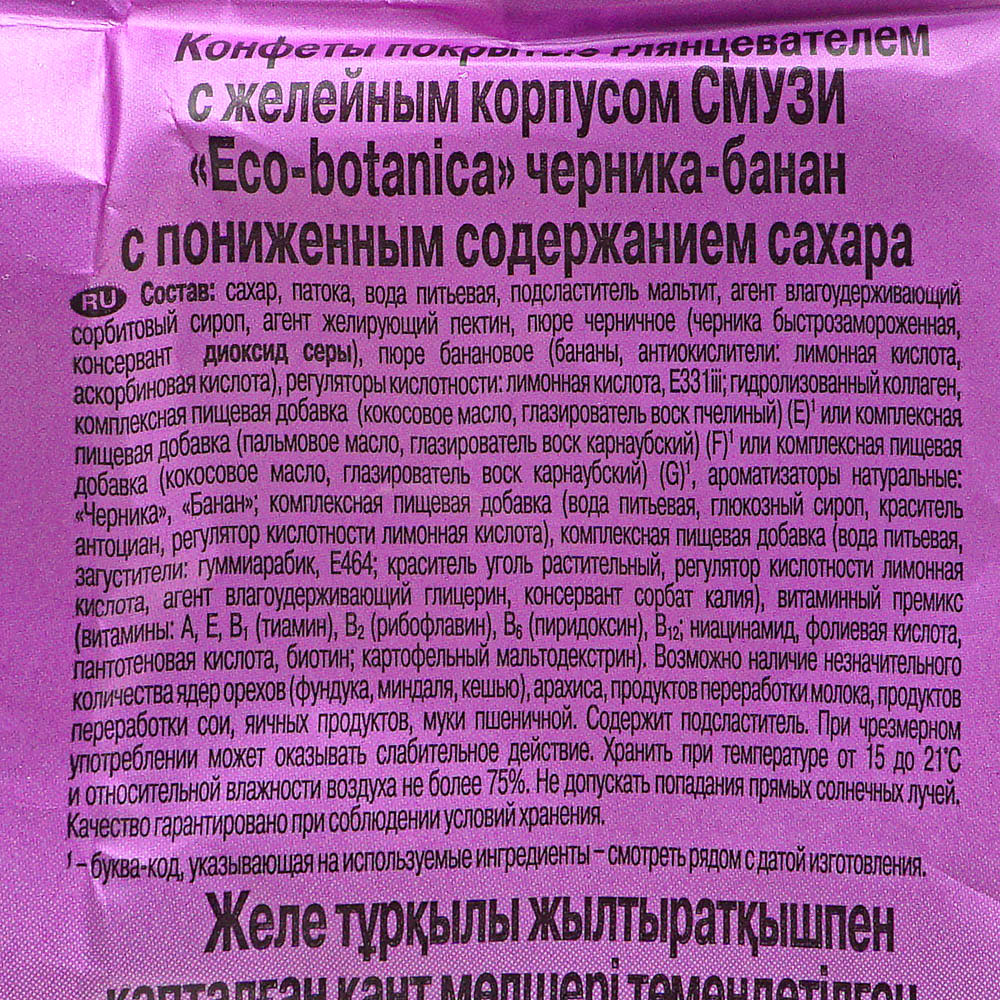 Конфеты покрытые глянцевателем
с желейным корпусом СМУЗИ
«Eco-botanica» черника-банан
с пониженным содержанием сахара
RU Состав: сахар, патока, вода питьевая, подсластитель мальтит, агент влагоудерживающий
сорбитовый сироп, агент желирующий пектин, пюре черничное (черника быстрозамороженная,
консервант диоксид серы), пюре банановое (бананы, антиокислители: лимонная кислота,
аскорбиновая кислота), регуляторы кислотности: лимонная кислота, Е331iii; гидролизованный коллаген,
комплексная пищевая добавка (кокосовое масло, глазирователь воск пчелиный) (E)¹ или комплексная
пищевая добавка (пальмовое масло, глазирователь воск карнаубский) (F)¹ или комплексная пищевая
добавка (кокосовое масло, глазирователь воск карнаубский) (G)¹, ароматизаторы натуральные:
«Черника», «Банан»; комплексная пищевая добавка (вода питьевая, глюкозный сироп, краситель
антоциан, регулятор кислотности лимонная кислота), комплексная пищевая добавка (вода питьевая,
загустители: гуммиарабик, Е464; краситель уголь растительный, регулятор кислотности лимонная
кислота, агент влагоудерживающий глицерин, консервант сорбат калия), витаминный премикс
(витамины: А, Е, В₁ (тиамин), В₂ (рибофлавин), В₆ (пиридоксин), В₁₂; ниацинамид, фолиевая кислота,
пантотеновая кислота, биотин; картофельный мальтодекстрин). Возможно наличие незначительного
количества ядер орехов (фундука, миндаля, кешью), арахиса, продуктов переработки молока, продуктов
переработки сои, яичных продуктов, муки пшеничной. Содержит подсластитель. При чрезмерном
употреблении может оказывать слабительное действие. Хранить при температуре от 15 до 21°С
и относительной влажности воздуха не более 75%. Не допускать попадания прямых солнечных лучей.
Качество гарантировано при соблюдении условий хранения.
¹ – буква-код, указывающая на используемые ингредиенты – смотреть рядом с датой изготовления.
Желе тұрқылы жылтыратқышпен
қапталған қант мөлшері төмендетілген